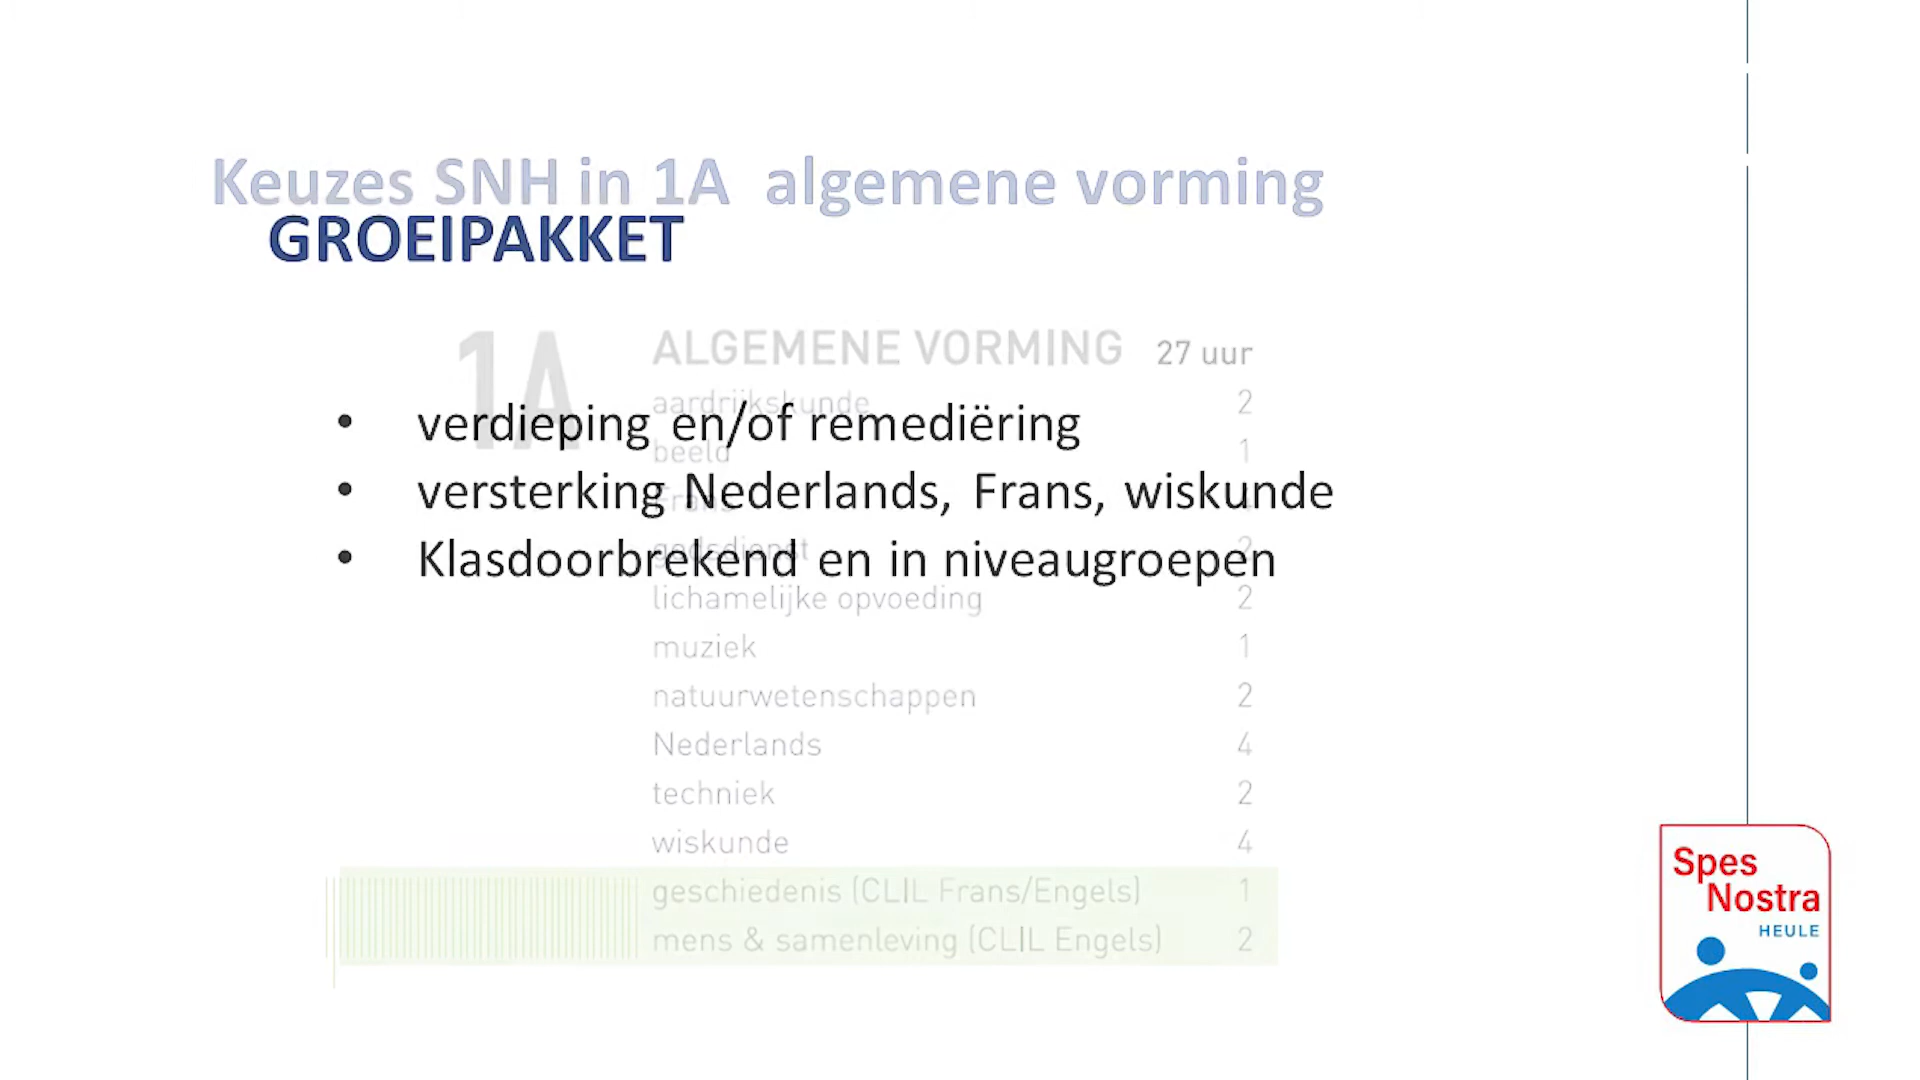 Keuzes SNH in 1A algemene vorming
GROEIPAKKET
1A
ALGEMENE VORMING 27 uur
aardrijkskunde 2
• verdieping en/of remediëring
beeld 1
• versterking Nederlands, Frans, wiskunde
Frans
godsdienst 2
• Klasdoorbrekend en in niveaugroepen
lichamelijke opvoeding 2
muziek 1
natuurwetenschappen 2
Nederlands 4
techniek 2
wiskunde 4
geschiedenis (CLIL Frans/Engels) 1
mens & samenleving (CLIL Engels) 2
Spes
Nostra
HEULE